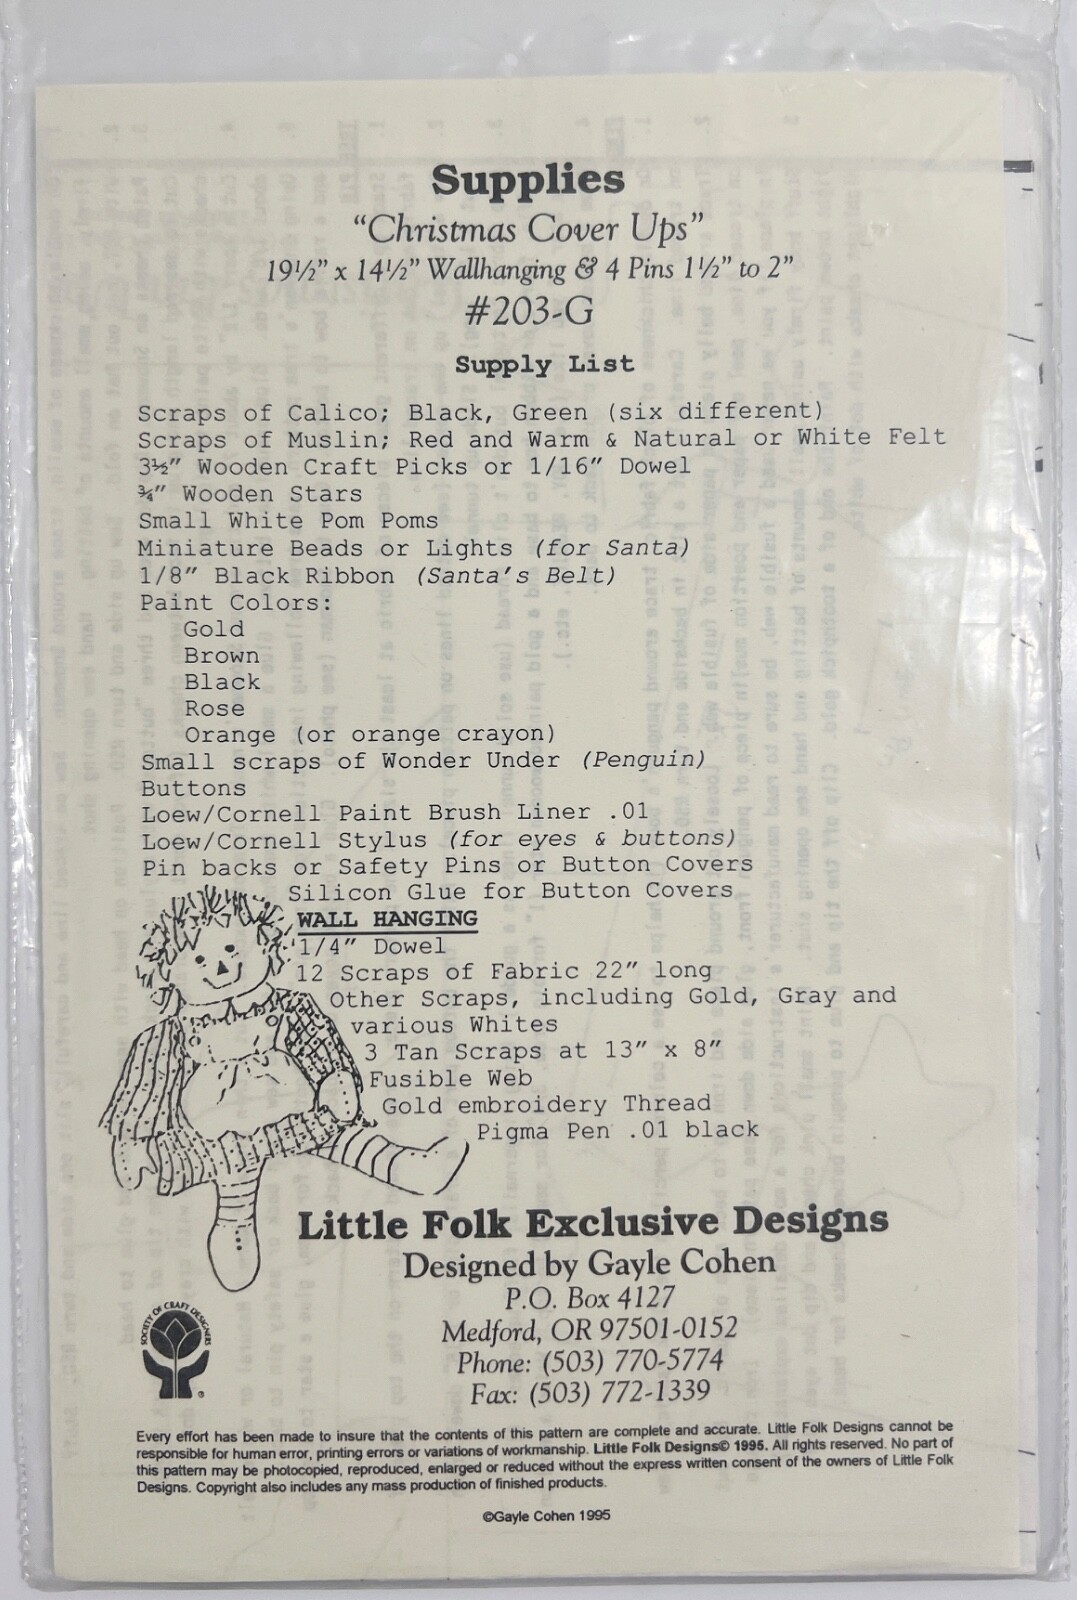 Supplies
“Christmas Cover Ups”
19½” x 14½” Wallhanging & 4 Pins 1½” to 2”
#203-G
Supply List
Scraps of Calico; Black, Green (six different)
Scraps of Muslin; Red and Warm & Natural or White Felt
3½” Wooden Craft Picks or 1/16” Dowel
¾” Wooden Stars
Small White Pom Poms
Miniature Beads or Lights (for Santa)
1/8” Black Ribbon (Santa’s Belt)
Paint Colors:
Gold
Brown
Black
Rose
Orange (or orange crayon)
Small scraps of Wonder Under (Penguin)
Buttons
Loew/Cornell Paint Brush Liner .01
Loew/Cornell Stylus (for eyes & buttons)
Pin backs or Safety Pins or Button Covers
Silicon Glue for Button Covers
WALL HANGING
1/4” Dowel
12 Scraps of Fabric 22” long
Other Scraps, including Gold, Gray and
various Whites
3 Tan Scraps at 13” x 8”
Fusible Web
Gold embroidery Thread
Pigma Pen .01 black
Little Folk Exclusive Designs
Designed by Gayle Cohen
P.O. Box 4127
Medford, OR 97501-0152
Phone: (503) 770-5774
Fax: (503) 772-1339
SOCIETY OF CRAFT DESIGNERS
®
Every effort has been made to insure that the contents of this pattern are complete and accurate. Little Folk Designs cannot be
responsible for human error, printing errors or variations of workmanship. Little Folk Designs© 1995. All rights reserved. No part of
this pattern may be photocopied, reproduced, enlarged or reduced without the express written consent of the owners of Little Folk
Designs. Copyright also includes any mass production of finished products.
©Gayle Cohen 1995